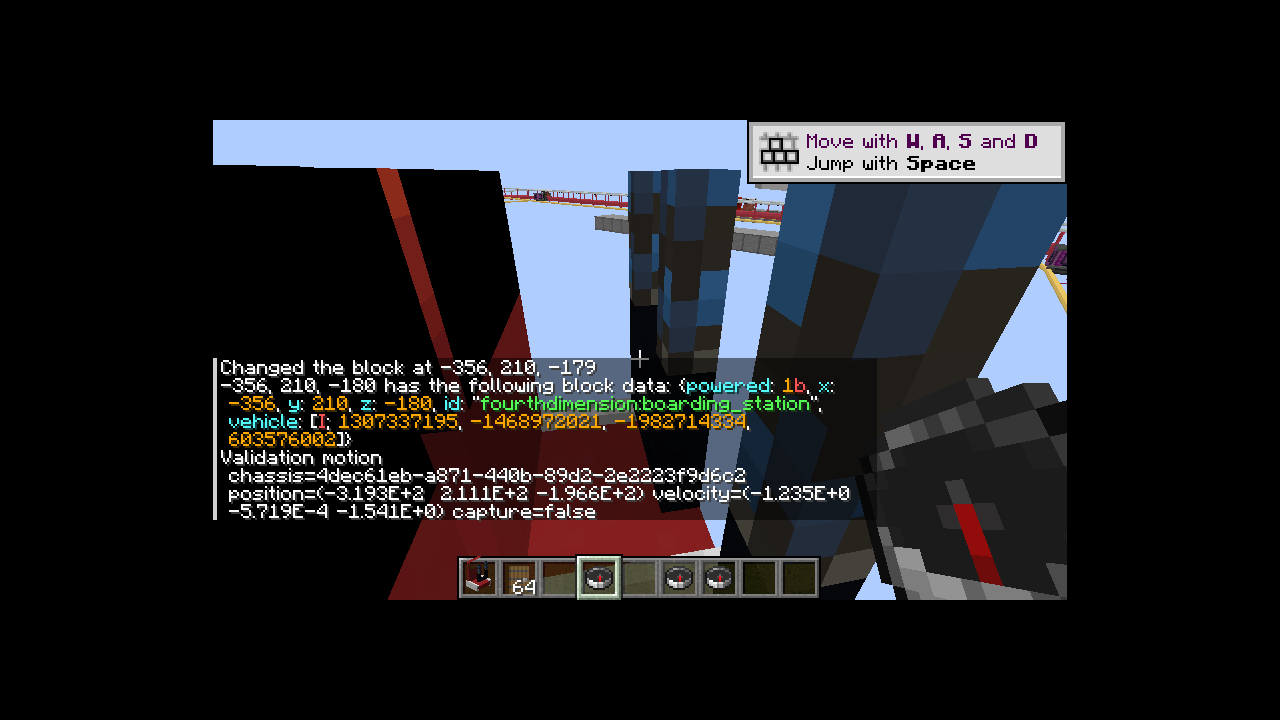 Move with W, A, S and D
Jump with Space
Changed the block at -356, 210, -179
-356, 210, -180 has the following block data: {powered: 1b, x:
-356, y: 210, z: -180, id: "fourthdimension:boarding_station",
vehicle: [I; 1307337195, -1468972021, -1982714334,
603576002]}
Validation motion
chassis=4dec61eb-a871-440b-89d2-2e2223f9d6c2
position=(-3.193E+2 2.111E+2 -1.966E+2) velocity=(-1.235E+0
-5.719E-4 -1.541E+0) capture=false
64